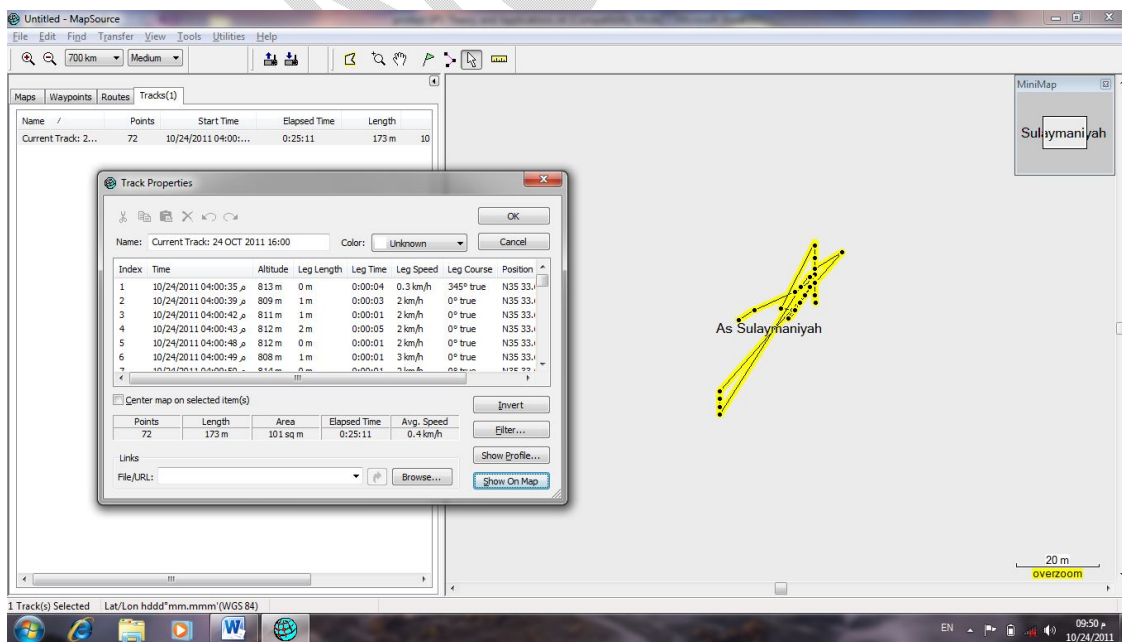 Untitled - MapSource
File Edit Find Transfer View Tools Utilities Help
700 km Medium
Maps Waypoints Routes Tracks(1)
Name / Points Start Time Elapsed Time Length
Current Track: 2... 72 10/24/2011 04:00:... 0:25:11 173 m 10
MiniMap
Sulaymaniyah
Track Properties
OK
Name: Current Track: 24 OCT 2011 16:00 Color: Unknown Cancel
Index Time Altitude Leg Length Leg Time Leg Speed Leg Course Position
1 10/24/2011 04:00:35 م 813 m 0 m 0:00:04 0.3 km/h 345° true N35 33.
2 10/24/2011 04:00:39 م 809 m 1 m 0:00:03 2 km/h 0° true N35 33.
3 10/24/2011 04:00:42 م 811 m 1 m 0:00:01 2 km/h 0° true N35 33.
4 10/24/2011 04:00:43 م 812 m 2 m 0:00:05 2 km/h 0° true N35 33.
5 10/24/2011 04:00:48 م 812 m 0 m 0:00:01 2 km/h 0° true N35 33.
6 10/24/2011 04:00:49 م 808 m 1 m 0:00:01 3 km/h 0° true N35 33.
Center map on selected item(s)
Invert
Points Length Area Elapsed Time Avg. Speed
72 173 m 101 sq m 0:25:11 0.4 km/h
Filter...
Links
Show Profile...
File/URL: Browse... Show On Map
As Sulaymaniyah
20 m
overzoom
1 Track(s) Selected Lat/Lon hddd°mm.mmm'(WGS 84)
EN 09:50 م
10/24/2011